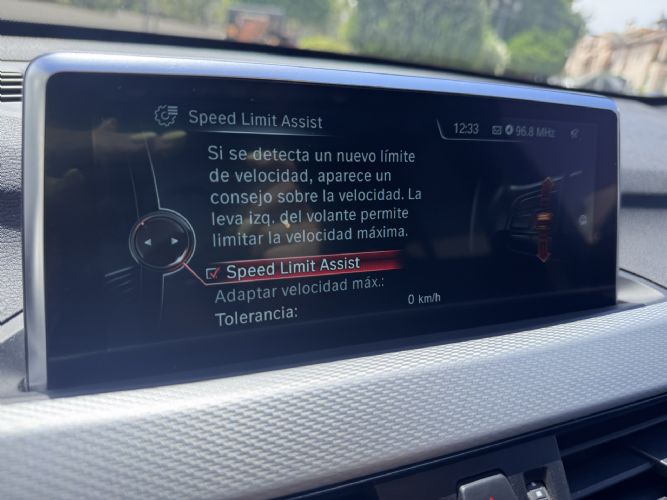 Speed Limit Assist
12:33 96.8 MHz
Si se detecta un nuevo límite
de velocidad, aparece un
consejo sobre la velocidad. La
leva izq. del volante permite
limitar la velocidad máxima.
Speed Limit Assist
Adaptar velocidad máx.:
Tolerancia: 0 km/h